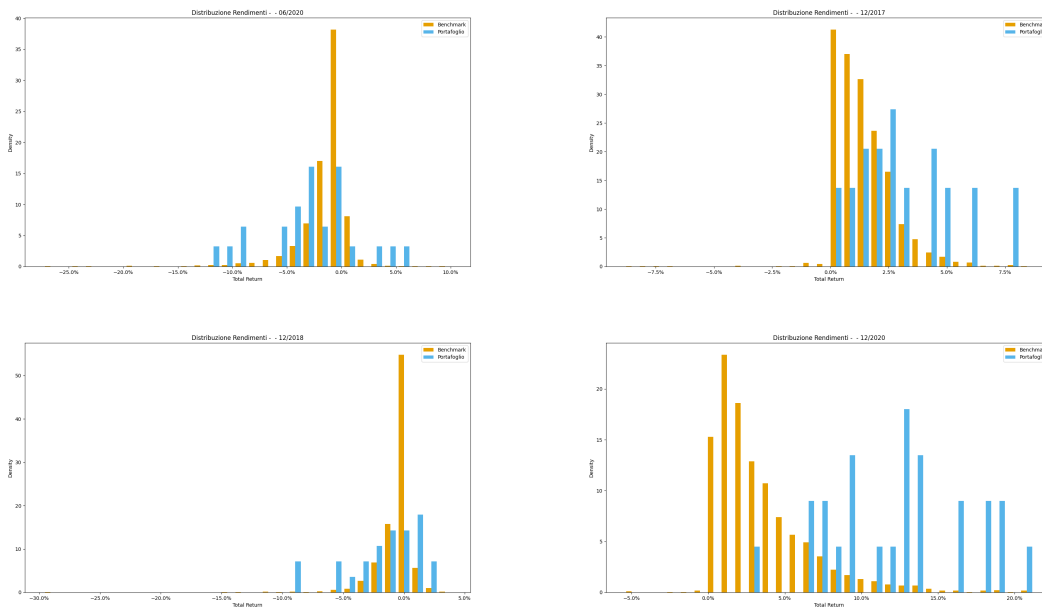 Distribuzione Rendimenti - - 06/2020
Benchmark
Portafoglio
40
35
30
25
20
15
10
5
0
Density
−25.0%
−20.0%
−15.0%
−10.0%
−5.0%
0.0%
5.0%
10.0%
Total Return
Distribuzione Rendimenti - - 12/2017
Benchma
Portafogl
40
35
30
25
20
15
10
5
0
Density
−7.5%
−5.0%
−2.5%
0.0%
2.5%
5.0%
7.5%
Total Return
Distribuzione Rendimenti - - 12/2018
Benchmark
Portafoglio
50
40
30
20
10
0
Density
−30.0%
−25.0%
−20.0%
−15.0%
−10.0%
−5.0%
0.0%
5.0%
Total Return
Distribuzione Rendimenti - - 12/2020
Benchma
Portafogl
20
15
10
5
0
Density
−5.0%
0.0%
5.0%
10.0%
15.0%
20.0%
Total Return